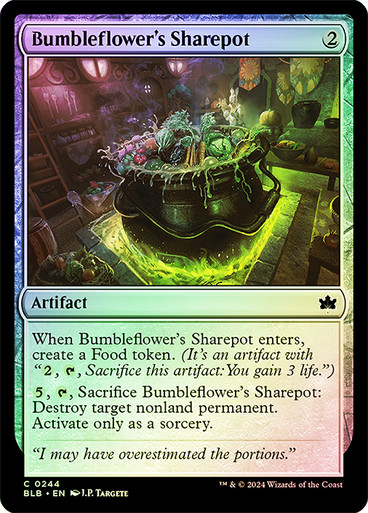 Bumbleflower's Sharepot 2
Artifact
When Bumbleflower's Sharepot enters,
create a Food token. (It's an artifact with
“2, , Sacrifice this artifact: You gain 3 life.”)
5, , Sacrifice Bumbleflower's Sharepot:
Destroy target nonland permanent.
Activate only as a sorcery.
“I may have overestimated the portions.”
C 0244
BLB • EN J.P. Targete
™ & © 2024 Wizards of the Coast